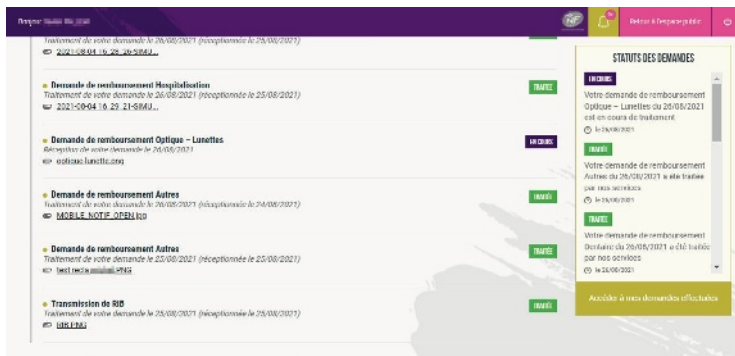 Bonjour
Retour à l'espace public
Traitement de votre demande le 26/08/2021 (réceptionnée le 25/08/2021)
2021-08-04 16_28_26-SIMU...
Demande de remboursement Hospitalisation
Traitement de votre demande le 26/08/2021 (réceptionnée le 25/08/2021)
TRAITÉE
2021-08-04 16_29_21-SIMU...
Demande de remboursement Optique – Lunettes
Réception de votre demande le 26/08/2021
EN COURS
optique-lunette.png
Demande de remboursement Autres
Traitement de votre demande le 26/08/2021 (réceptionnée le 24/08/2021)
TRAITÉE
MOBILE_NOTIF_OPEN.jpg
Demande de remboursement Autres
Traitement de votre demande le 25/08/2021 (réceptionnée le 25/08/2021)
TRAITÉE
.PNG
Transmission de RIB
Traitement de votre demande le 25/08/2021 (réceptionnée le 25/08/2021)
TRAITÉE
RIB.PNG
STATUTS DES DEMANDES
EN COURS
Votre demande de remboursement
Optique – Lunettes du 26/08/2021
est en cours de traitement
le 26/08/2021
TRAITÉE
Votre demande de remboursement
Autres du 26/08/2021 a été traitée
par nos services
le 26/08/2021
TRAITÉE
Votre demande de remboursement
Dentaire du 26/08/2021 a été traitée
par nos services
le 26/08/2021
Accéder à mes demandes effectuées